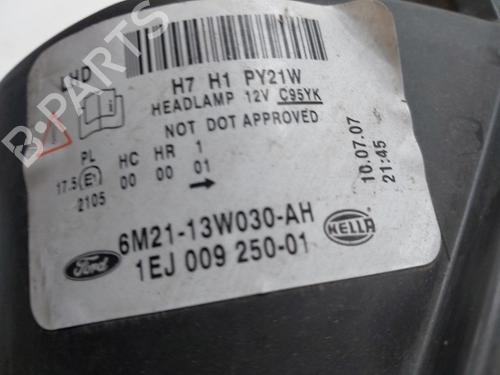 LHD
H7 H1 PY21W
HEADLAMP 12V C95YK
NOT DOT APPROVED
PL HC HR 1
17.5 E1 00 00 01
2105
10.07.07
21:45
6M21-13W030-AH
1EJ 009 250-01
Ford
HELLA
B-PARTS